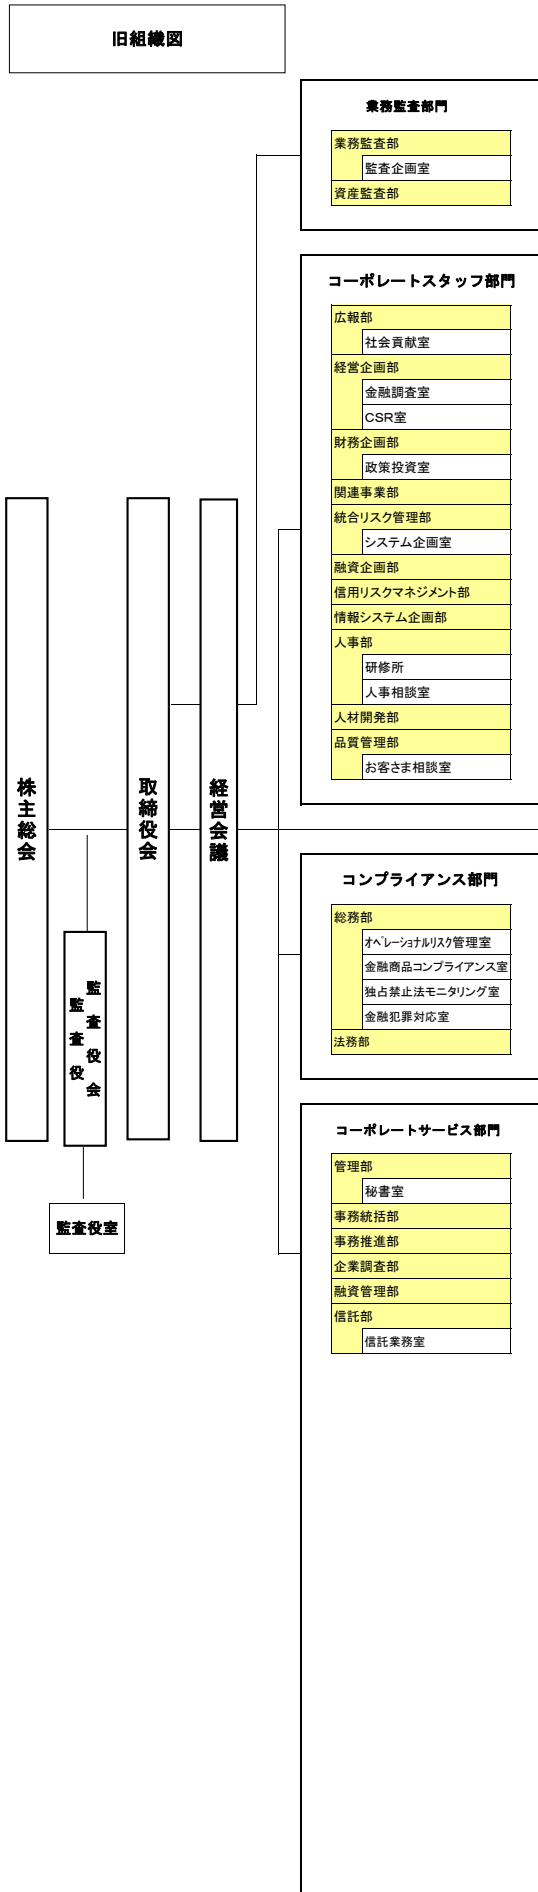 旧組織図
業務監査部門
業務監査部
監査企画室
資産監査部
コーポレートスタッフ部門
広報部
社会貢献室
経営企画部
金融調査室
CSR室
財務企画部
政策投資室
関連事業部
統合リスク管理部
システム企画室
融資企画部
信用リスクマネジメント部
情報システム企画部
人事部
研修所
人事相談室
人材開発部
品質管理部
お客さま相談室
株主総会
取締役会
経営会議
監査役会
監査役
監査役室
コンプライアンス部門
総務部
オペレーショナルリスク管理室
金融商品コンプライアンス室
独占禁止法モニタリング室
金融犯罪対応室
法務部
コーポレートサービス部門
管理部
秘書室
事務統括部
事務推進部
企業調査部
融資管理部
信託部
信託業務室